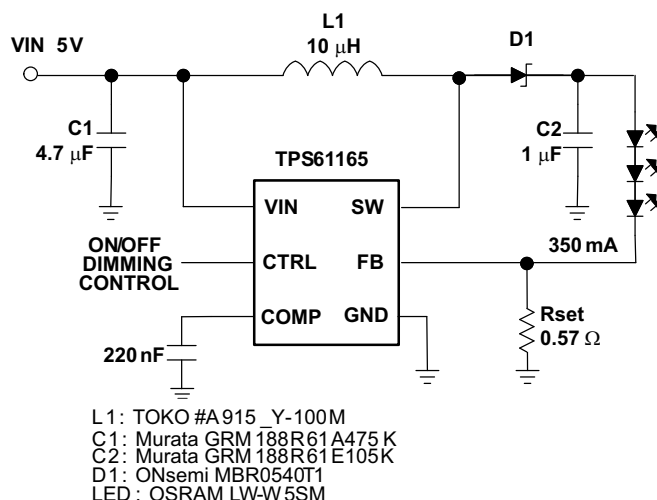 L1
10 μH
VIN 5V
D1
C1
4.7 μF
C2
1 μF
TPS61165
VIN
SW
ON/OFF
DIMMING
CONTROL
CTRL
FB
350 mA
COMP
GND
220 nF
Rset
0.57 Ω
L1: TOKO #A915_Y-100M
C1: Murata GRM188R61A475K
C2: Murata GRM188R61E105K
D1: ONsemi MBR0540T1
LED: OSRAM LW-W5SM